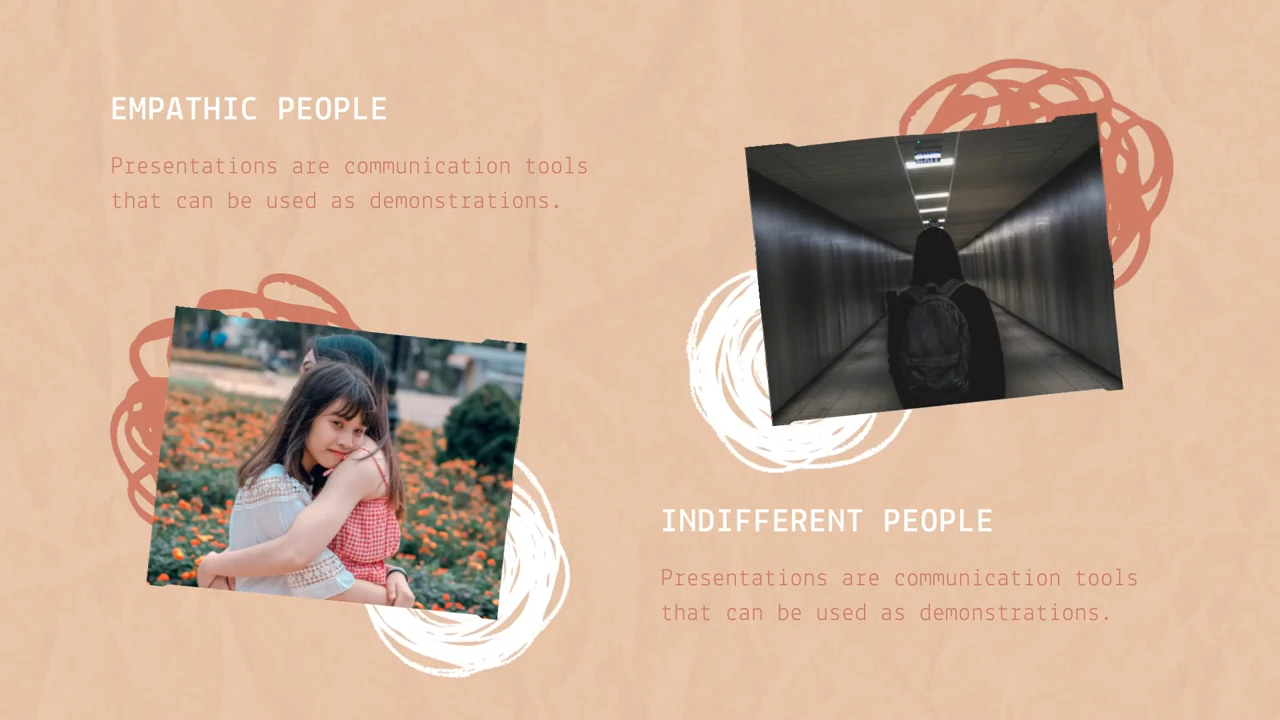 EMPATHIC PEOPLE
Presentations are communication tools
that can be used as demonstrations.
INDIFFERENT PEOPLE
Presentations are communication tools
that can be used as demonstrations.